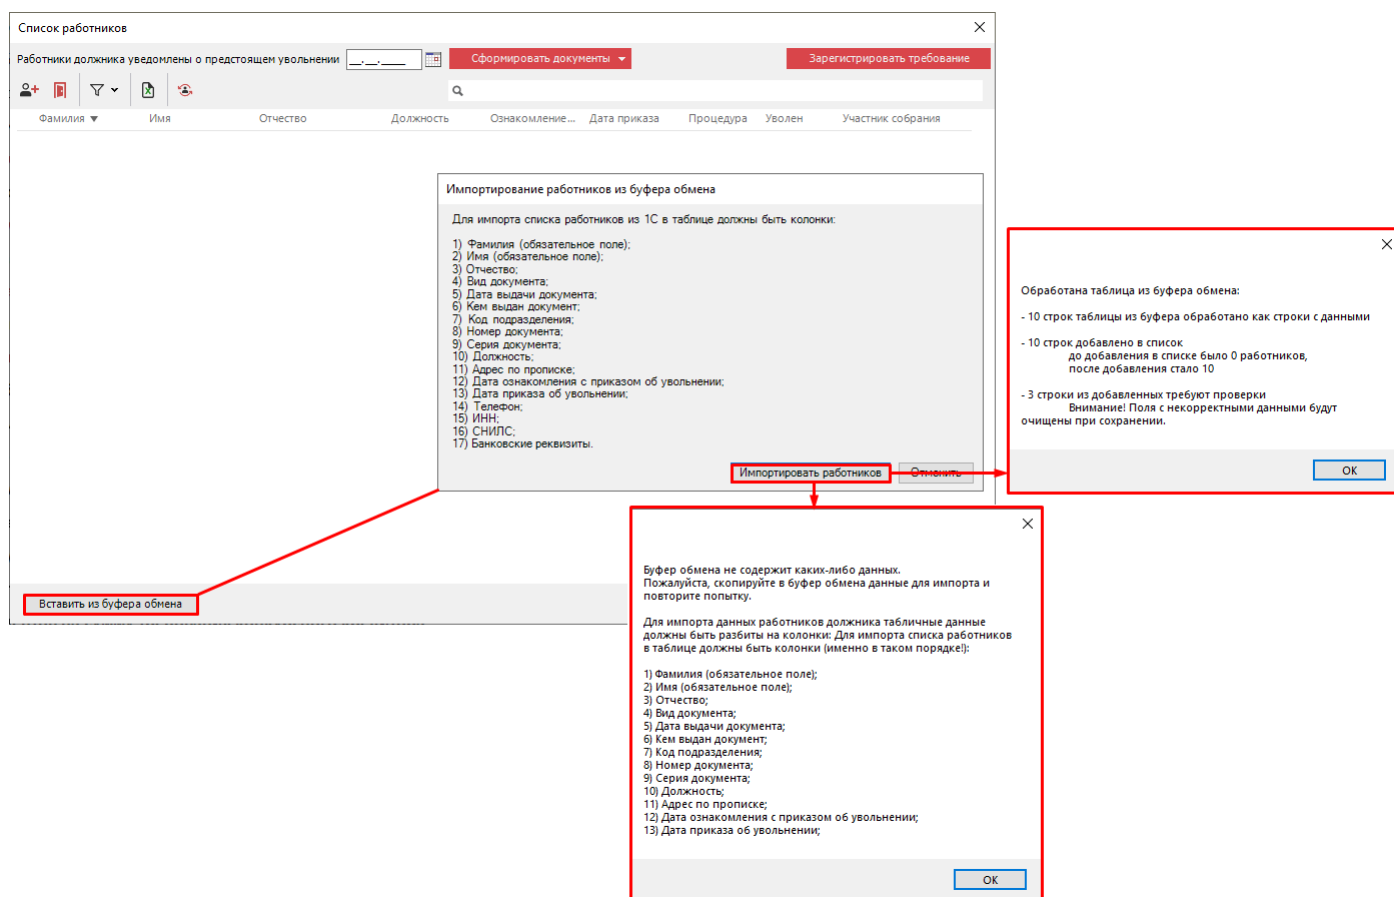 Список работников
Работники должника уведомлены о предстоящем увольнении __.__.____ Сформировать документы Зарегистрировать требование
Фамилия Имя Отчество Должность Ознакомление... Дата приказа Процедура Уволен Участник собрания
Импортирование работников из буфера обмена
Для импорта списка работников из 1С в таблице должны быть колонки:
1) Фамилия (обязательное поле);
2) Имя (обязательное поле);
3) Отчество;
4) Вид документа;
5) Дата выдачи документа;
6) Кем выдан документ;
7) Код подразделения;
8) Номер документа;
9) Серия документа;
10) Должность;
11) Адрес по прописке;
12) Дата ознакомления с приказом об увольнении;
13) Дата приказа об увольнении;
14) Телефон;
15) ИНН;
16) СНИЛС;
17) Банковские реквизиты.
Импортировать работников Отменить
Обработана таблица из буфера обмена:
- 10 строк таблицы из буфера обработано как строки с данными
- 10 строк добавлено в список
до добавления в списке было 0 работников,
после добавления стало 10
- 3 строки из добавленных требуют проверки
Внимание! Поля с некорректными данными будут
очищены при сохранении.
OK
Вставить из буфера обмена
Буфер обмена не содержит каких-либо данных.
Пожалуйста, скопируйте в буфер обмена данные для импорта и
повторите попытку.
Для импорта данных работников должника табличные данные
должны быть разбиты на колонки: Для импорта списка работников
в таблице должны быть колонки (именно в таком порядке!):
1) Фамилия (обязательное поле);
2) Имя (обязательное поле);
3) Отчество;
4) Вид документа;
5) Дата выдачи документа;
6) Кем выдан документ;
7) Код подразделения;
8) Номер документа;
9) Серия документа;
10) Должность;
11) Адрес по прописке;
12) Дата ознакомления с приказом об увольнении;
13) Дата приказа об увольнении;
OK